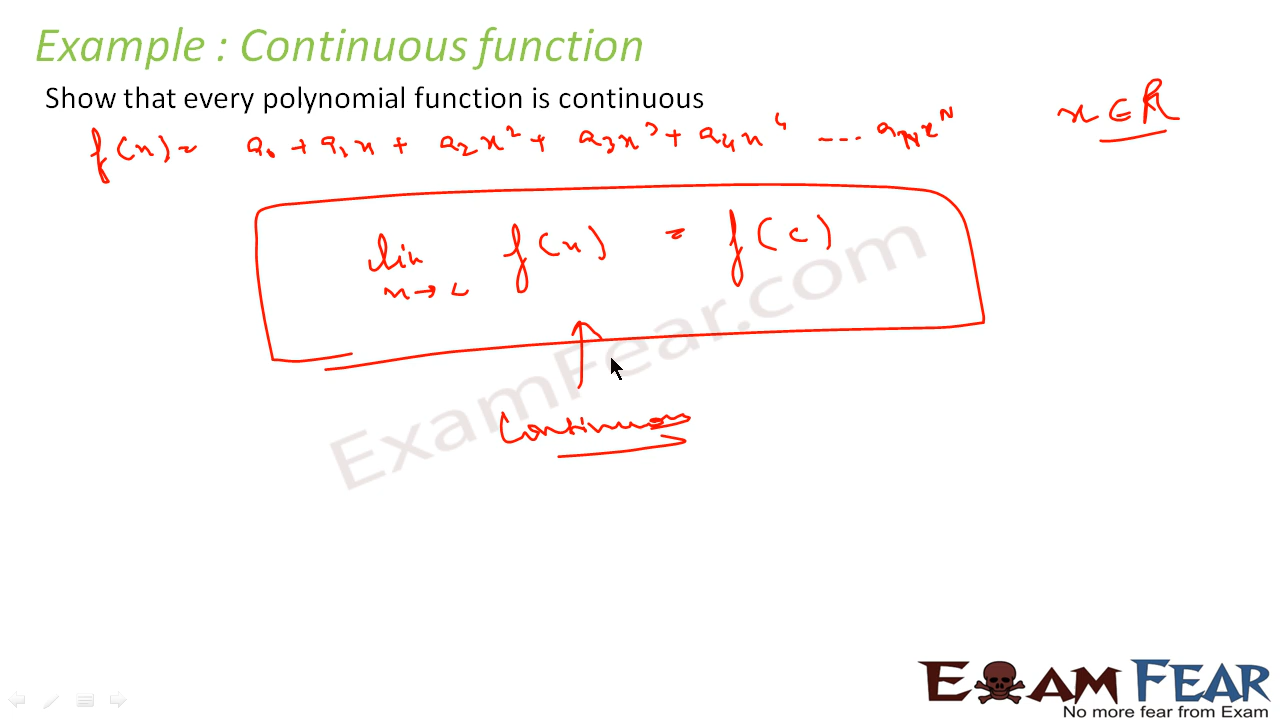 Example : Continuous function
Show that every polynomial function is continuous
f(x) = a₀ + a₁x + a₂x² + a₃x³ + a₄x⁴ ... aₙxᴺ x ∈ R
lim f(x) = f(c)
x → c
Continuous
ExamFear.com
EXAM FEAR
No more fear from Exam